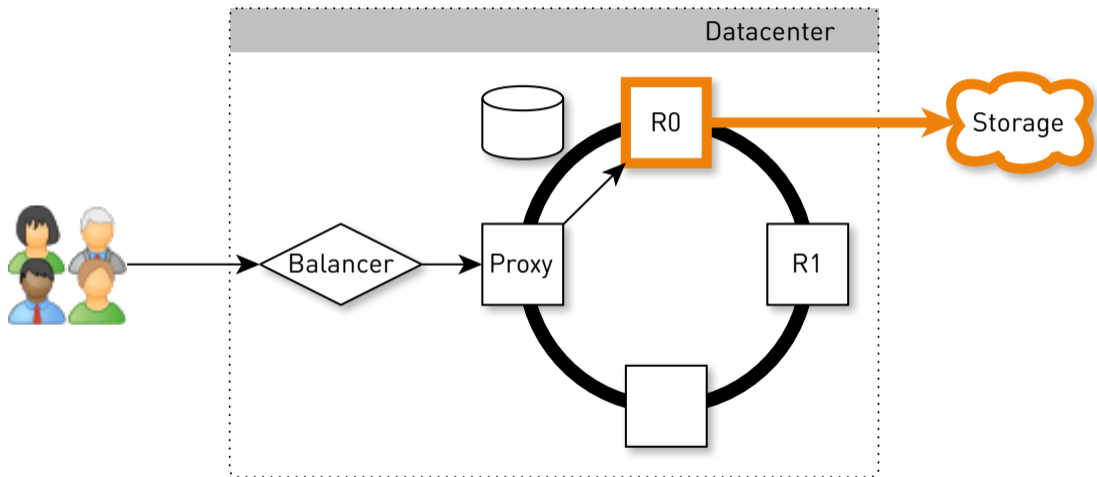 Datacenter
R0
Storage
Balancer
Proxy
R1